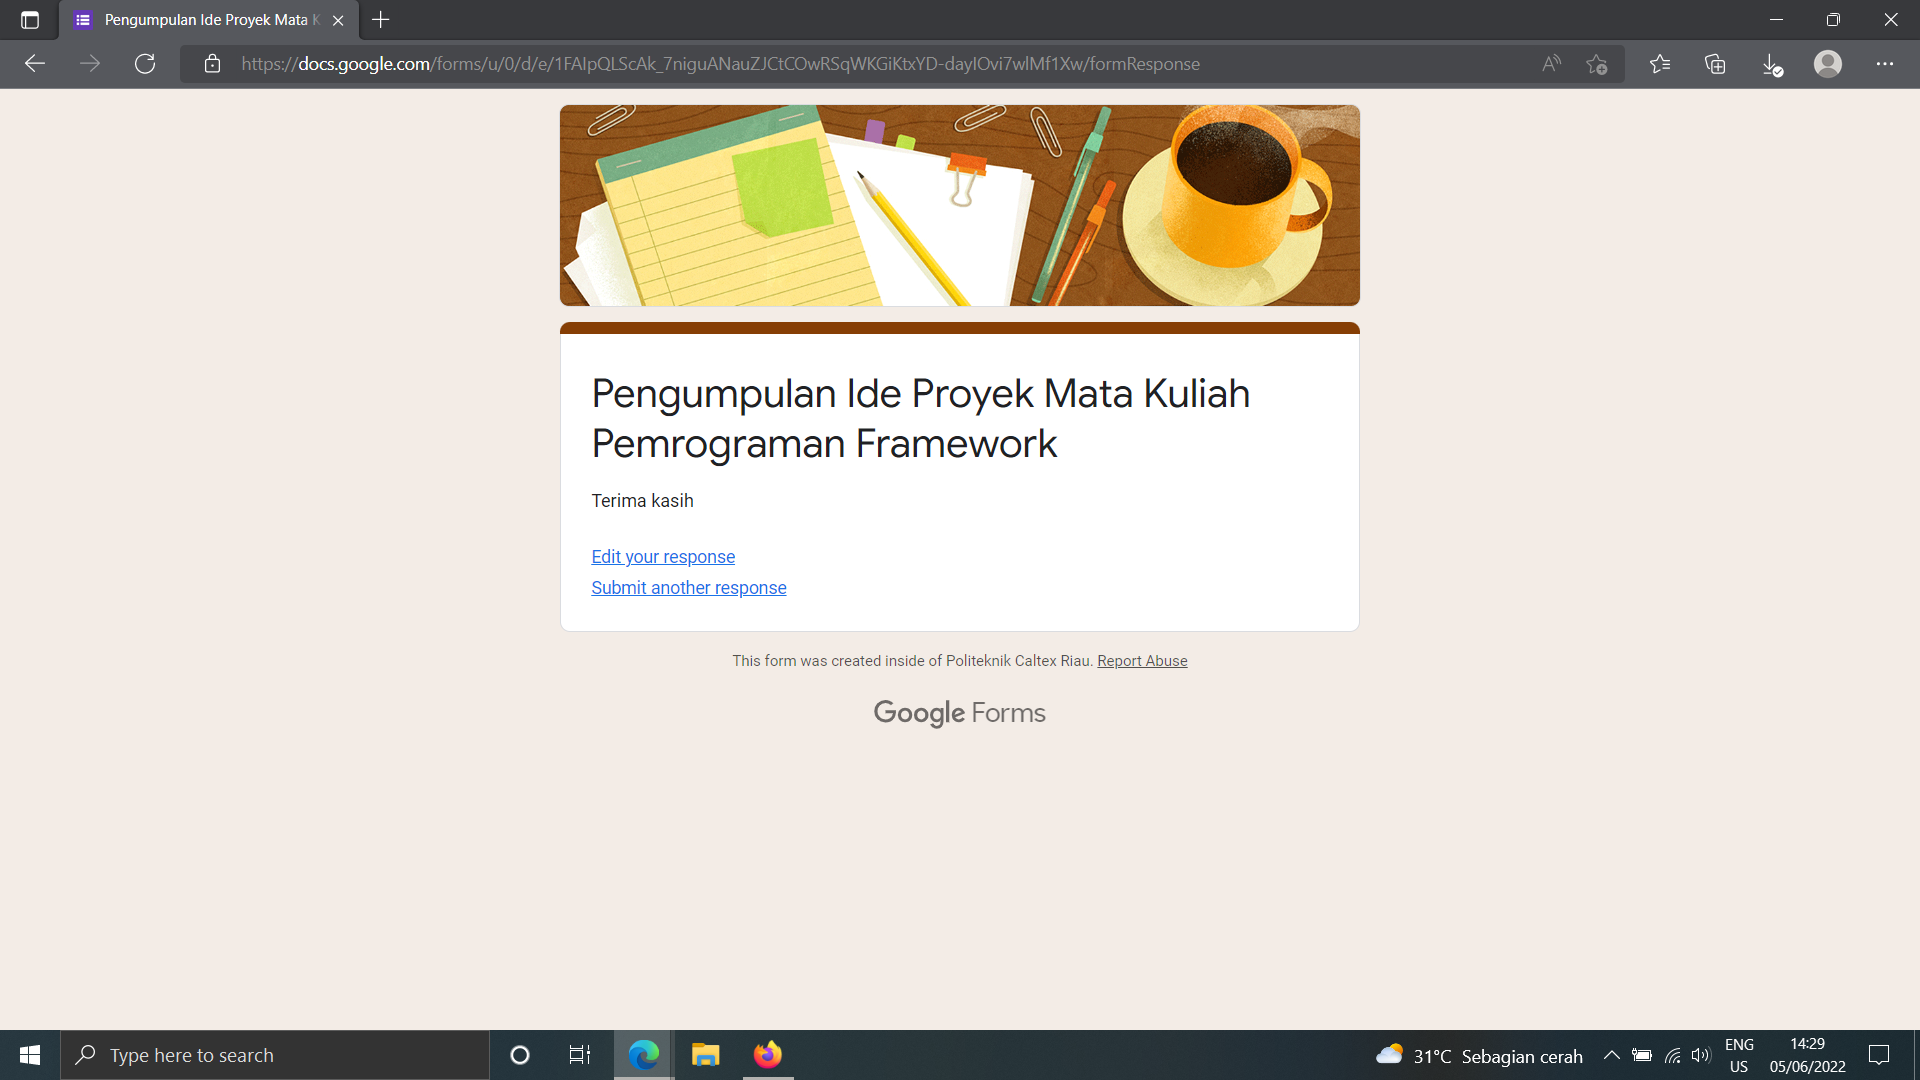 Pengumpulan Ide Proyek Mata K
https://docs.google.com/forms/u/0/d/e/1FAIpQLScAk_7niguANauZJCtCOwRSqWKGiKtxYD-dayIOvi7wlMf1Xw/formResponse
Pengumpulan Ide Proyek Mata Kuliah
Pemrograman Framework
Terima kasih
Edit your response
Submit another response
This form was created inside of Politeknik Caltex Riau. Report Abuse
Google Forms
Type here to search
31°C Sebagian cerah
ENG
US
14:29
05/06/2022